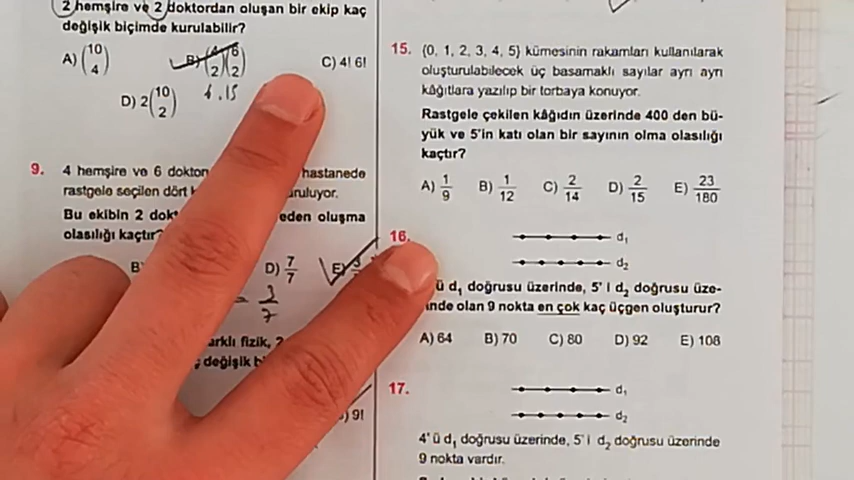 2 hemşire ve 2 doktordan oluşan bir ekip kaç
değişik biçimde kurulabilir?
A) (10 4)
B) (4 2)(6 2)
C) 4! 6!
4.15
D) 2(10 2)
9. 4 hemşire ve 6 hastanede
rastgele seçilen dört
Bu ekibin 2 oluşma
olasılığı kaçtır?
B
D) 7/7
E)
= 3/7
fizik,
değişik
9!
15. {0, 1, 2, 3, 4, 5} kümesinin rakamları kullanılarak
oluşturulabilecek üç basamaklı sayılar ayrı ayrı
kâğıtlara yazılıp bir torbaya konuyor.
Rastgele çekilen kâğıdın üzerinde 400 den bü-
yük ve 5'in katı olan bir sayının olma olasılığı
kaçtır?
A) 1/9 B) 1/12 C) 2/14 D) 2/15 E) 23/180
16.
d1
d2
ü d1 doğrusu üzerinde, 5' i d2 doğrusu üze-
inde olan 9 nokta en çok kaç üçgen oluşturur?
A) 64 B) 70 C) 80 D) 92 E) 108
17.
d1
d2
4' ü d1 doğrusu üzerinde, 5' i d2 doğrusu üzerinde
9 nokta vardır.